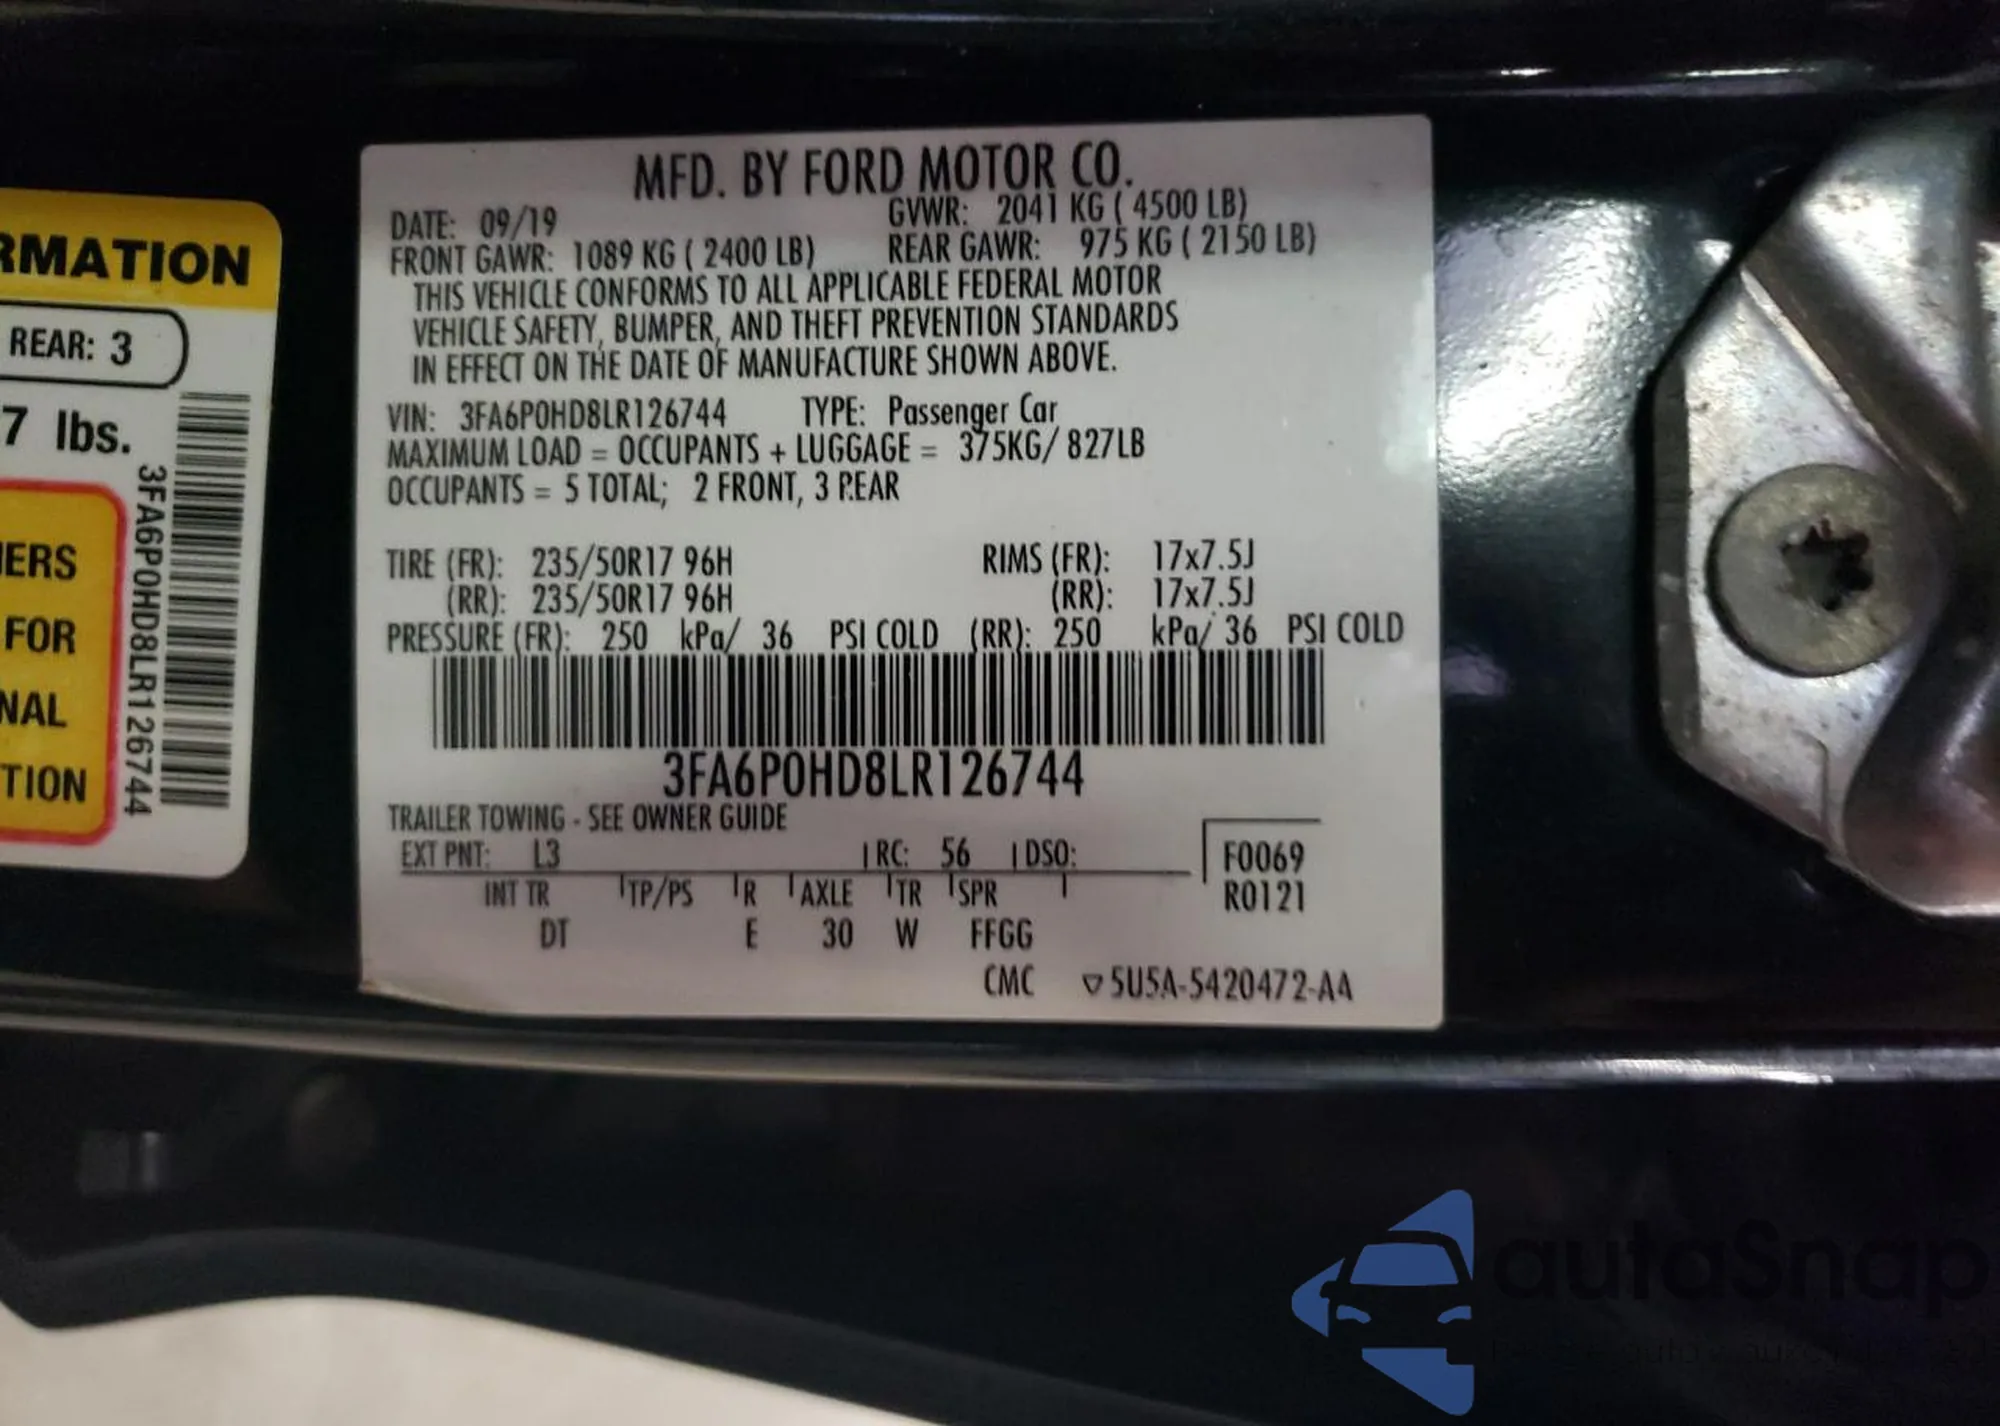 RMATION
REAR: 3
7 lbs.
IERS
FOR
NAL
TION
3FA6P0HD8LR126744
MFD. BY FORD MOTOR CO.
DATE: 09/19 GVWR: 2041 KG ( 4500 LB)
FRONT GAWR: 1089 KG ( 2400 LB) REAR GAWR: 975 KG ( 2150 LB)
THIS VEHICLE CONFORMS TO ALL APPLICABLE FEDERAL MOTOR
VEHICLE SAFETY, BUMPER, AND THEFT PREVENTION STANDARDS
IN EFFECT ON THE DATE OF MANUFACTURE SHOWN ABOVE.
VIN: 3FA6P0HD8LR126744 TYPE: Passenger Car
MAXIMUM LOAD = OCCUPANTS + LUGGAGE = 375KG/ 827LB
OCCUPANTS = 5 TOTAL; 2 FRONT, 3 REAR
TIRE (FR): 235/50R17 96H RIMS (FR): 17x7.5J
(RR): 235/50R17 96H (RR): 17x7.5J
PRESSURE (FR): 250 kPa/ 36 PSI COLD (RR): 250 kPa/ 36 PSI COLD
3FA6P0HD8LR126744
TRAILER TOWING - SEE OWNER GUIDE
EXT PNT: L3 RC: 56 DSO: F0069
INT TR TP/PS R AXLE TR SPR R0121
DT E 30 W FFGG
CMC ▽5U5A-5420472-AA
autoSnap